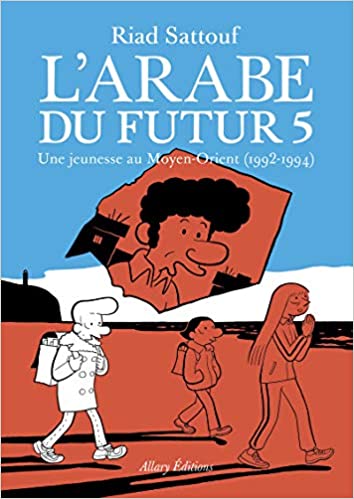 Riad Sattouf
L'ARABE
DU FUTUR 5
Une jeunesse au Moyen-Orient (1992-1994)
Allary Éditions